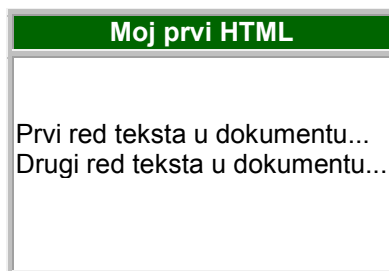 Moj prvi HTML
Prvi red teksta u dokumentu...
Drugi red teksta u dokumentu...